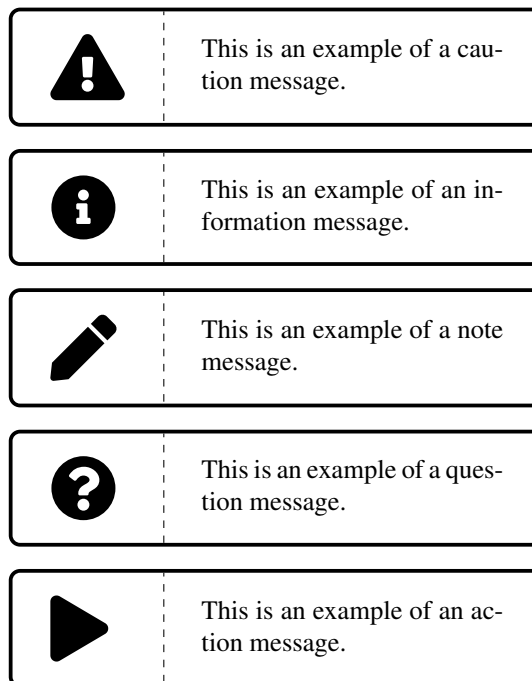 This is an example of a cau-
tion message.
This is an example of an in-
formation message.
This is an example of a note
message.
This is an example of a ques-
tion message.
This is an example of an ac-
tion message.